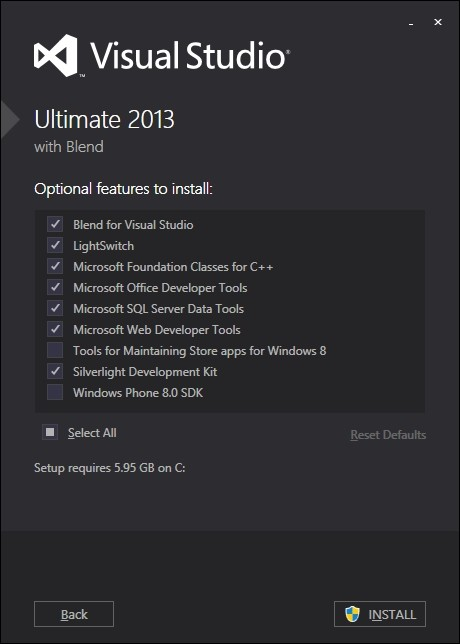 Visual Studio®
™
Ultimate 2013
with Blend
Optional features to install:
Blend for Visual Studio
LightSwitch
Microsoft Foundation Classes for C++
Microsoft Office Developer Tools
Microsoft SQL Server Data Tools
Microsoft Web Developer Tools
Tools for Maintaining Store apps for Windows 8
Silverlight Development Kit
Windows Phone 8.0 SDK
Select All
Reset Defaults
Setup requires 5.95 GB on C:
Back
INSTALL